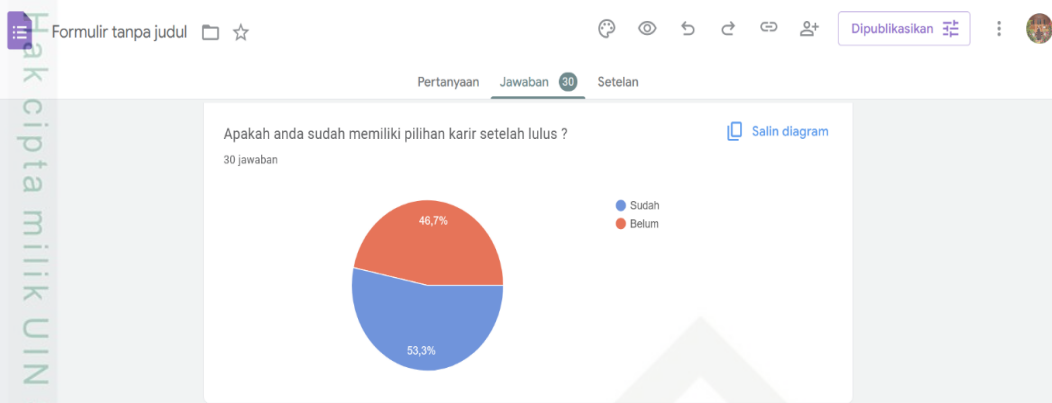 Formulir tanpa judul
Dipublikasikan
Pertanyaan Jawaban 30 Setelan
Apakah anda sudah memiliki pilihan karir setelah lulus ?
Salin diagram
30 jawaban
Sudah
Belum
46,7%
53,3%
Hak cipta milik UIN